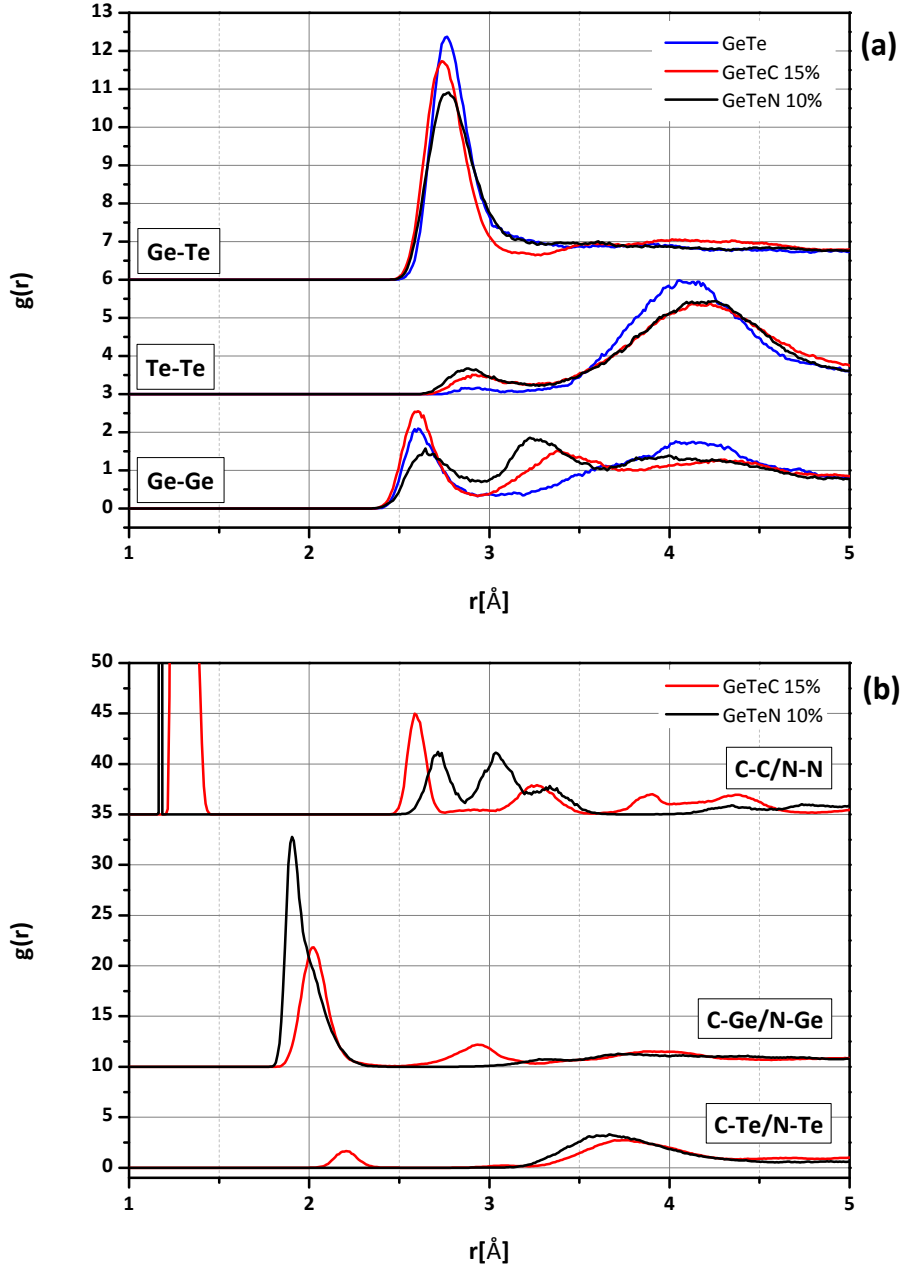 13
12
11
10
9
8
7
6
5
4
3
2
1
0
g(r)
(a)
GeTe
GeTeC 15%
GeTeN 10%
Ge-Te
Te-Te
Ge-Ge
1 2 3 4 5
r[Å]
50
45
40
35
30
25
20
15
10
5
0
g(r)
(b)
GeTeC 15%
GeTeN 10%
C-C/N-N
C-Ge/N-Ge
C-Te/N-Te
1 2 3 4 5
r[Å]